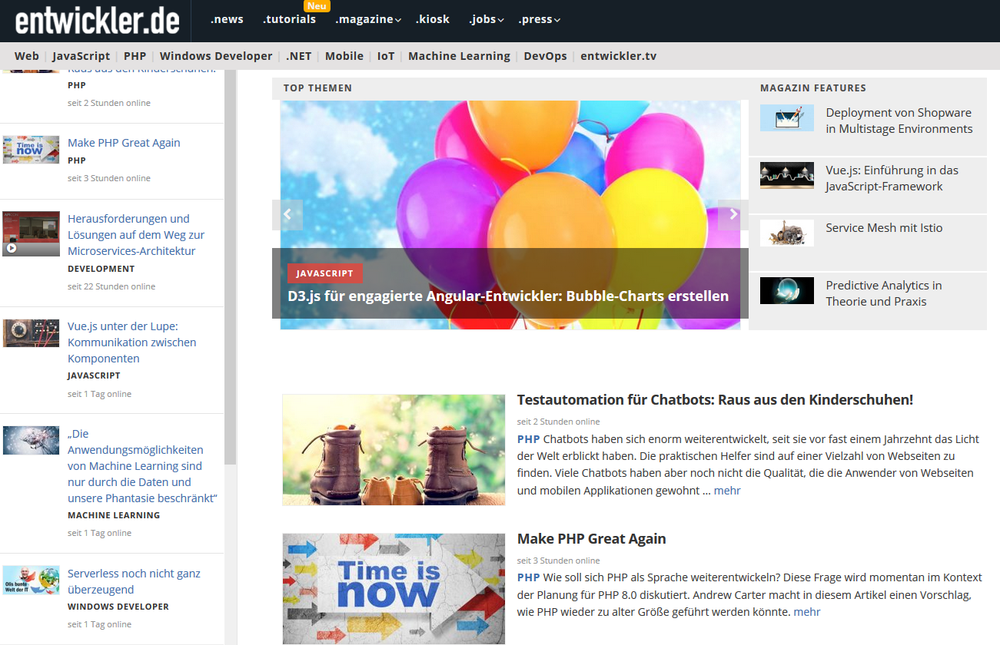 entwickler.de
.news
.tutorials
Neu
.magazine
.kiosk
.jobs
.press
Web | JavaScript | PHP | Windows Developer | .NET | Mobile | IoT | Machine Learning | DevOps | entwickler.tv
Raus aus den Kinderschuhen!
PHP
seit 2 Stunden online
Time is
now
Make PHP Great Again
PHP
seit 3 Stunden online
Herausforderungen und
Lösungen auf dem Weg zur
Microservices-Architektur
DEVELOPMENT
seit 22 Stunden online
Vue.js unter der Lupe:
Kommunikation zwischen
Komponenten
JAVASCRIPT
seit 1 Tag online
„Die
Anwendungsmöglichkeiten
von Machine Learning sind
nur durch die Daten und
unsere Phantasie beschränkt“
MACHINE LEARNING
seit 1 Tag online
Olis bunte
Welt der IT
Serverless noch nicht ganz
überzeugend
WINDOWS DEVELOPER
seit 1 Tag online
TOP THEMEN
JAVASCRIPT
D3.js für engagierte Angular-Entwickler: Bubble-Charts erstellen
MAGAZIN FEATURES
Deployment von Shopware
in Multistage Environments
Vue.js: Einführung in das
JavaScript-Framework
Service Mesh mit Istio
Predictive Analytics in
Theorie und Praxis
Testautomation für Chatbots: Raus aus den Kinderschuhen!
seit 2 Stunden online
PHP Chatbots haben sich enorm weiterentwickelt, seit sie vor fast einem Jahrzehnt das Licht
der Welt erblickt haben. Die praktischen Helfer sind auf einer Vielzahl von Webseiten zu
finden. Viele Chatbots haben aber noch nicht die Qualität, die die Anwender von Webseiten
und mobilen Applikationen gewohnt ... mehr
Time is
now
Make PHP Great Again
seit 3 Stunden online
PHP Wie soll sich PHP als Sprache weiterentwickeln? Diese Frage wird momentan im Kontext
der Planung für PHP 8.0 diskutiert. Andrew Carter macht in diesem Artikel einen Vorschlag,
wie PHP wieder zu alter Größe geführt werden könnte. mehr